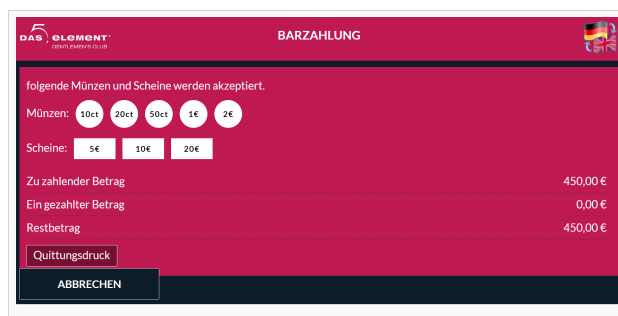 DAS 5. eLement
GENTLEMEN'S CLUB
BARZAHLUNG
folgende Münzen und Scheine werden akzeptiert.
Münzen: 10ct 20ct 50ct 1€ 2€
Scheine: 5€ 10€ 20€
Zu zahlender Betrag 450,00 €
Ein gezahlter Betrag 0,00 €
Restbetrag 450,00 €
Quittungsdruck
ABBRECHEN